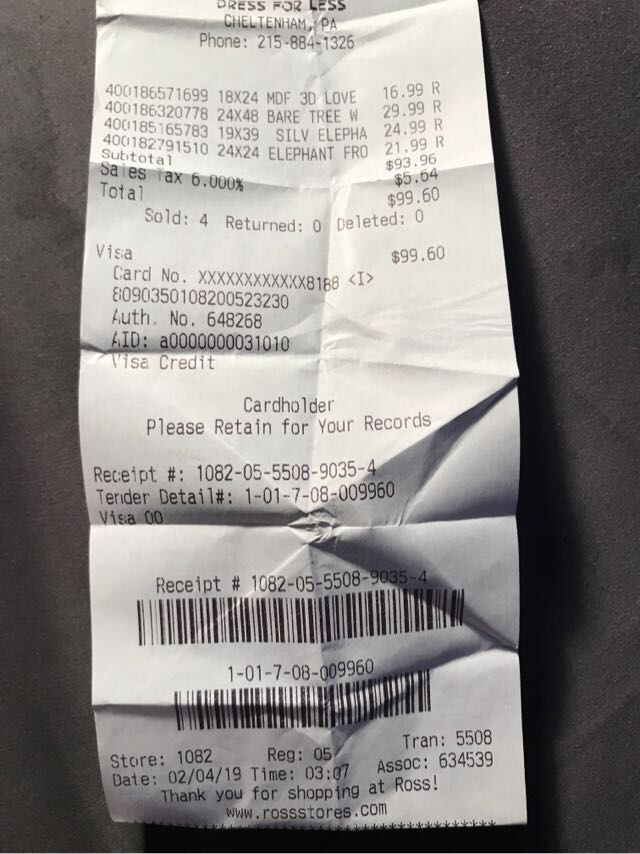 DRESS FOR LESS
CHELTENHAM, PA
Phone: 215-884-1326
400186571699 18X24 MDF 3D LOVE 16.99 R
400186320778 24X48 BARE TREE W 29.99 R
400185165783 19X39 SILV ELEPHA 24.99 R
400182791510 24X24 ELEPHANT FRO 21.99 R
Subtotal $93.96
Sales Tax 6.000% $5.64
Total $99.60
Sold: 4 Returned: 0 Deleted: 0
Visa $99.60
Card No. XXXXXXXXXXXX8188 <I>
8090350108200523230
Auth. No. 648268
AID: a0000000031010
Visa Credit
Cardholder
Please Retain for Your Records
Receipt #: 1082-05-5508-9035-4
Tender Detail#: 1-01-7-08-009960
Visa 00
Receipt # 1082-05-5508-9035-4
1-01-7-08-009960
Store: 1082 Reg: 05 Tran: 5508
Date: 02/04/19 Time: 03:07 Assoc: 634539
Thank you for shopping at Ross!
www.rossstores.com
****************************************